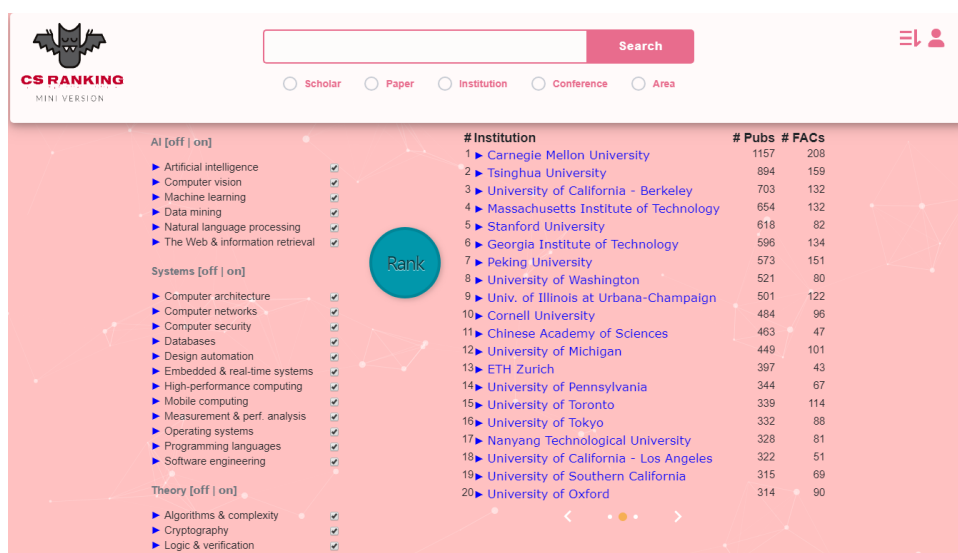 Search
CS RANKING
MINI VERSION
Scholar Paper Institution Conference Area
AI [off | on]
► Artificial intelligence
► Computer vision
► Machine learning
► Data mining
► Natural language processing
► The Web & information retrieval
Systems [off | on]
► Computer architecture
► Computer networks
► Computer security
► Databases
► Design automation
► Embedded & real-time systems
► High-performance computing
► Mobile computing
► Measurement & perf. analysis
► Operating systems
► Programming languages
► Software engineering
Theory [off | on]
► Algorithms & complexity
► Cryptography
► Logic & verification
Rank
# Institution # Pubs # FACs
1 ► Carnegie Mellon University 1157 208
2 ► Tsinghua University 894 159
3 ► University of California - Berkeley 703 132
4 ► Massachusetts Institute of Technology 654 132
5 ► Stanford University 618 82
6 ► Georgia Institute of Technology 596 134
7 ► Peking University 573 151
8 ► University of Washington 521 80
9 ► Univ. of Illinois at Urbana-Champaign 501 122
10 ► Cornell University 484 96
11 ► Chinese Academy of Sciences 463 47
12 ► University of Michigan 449 101
13 ► ETH Zurich 397 43
14 ► University of Pennsylvania 344 67
15 ► University of Toronto 339 114
16 ► University of Tokyo 332 88
17 ► Nanyang Technological University 328 81
18 ► University of California - Los Angeles 322 51
19 ► University of Southern California 315 69
20 ► University of Oxford 314 90